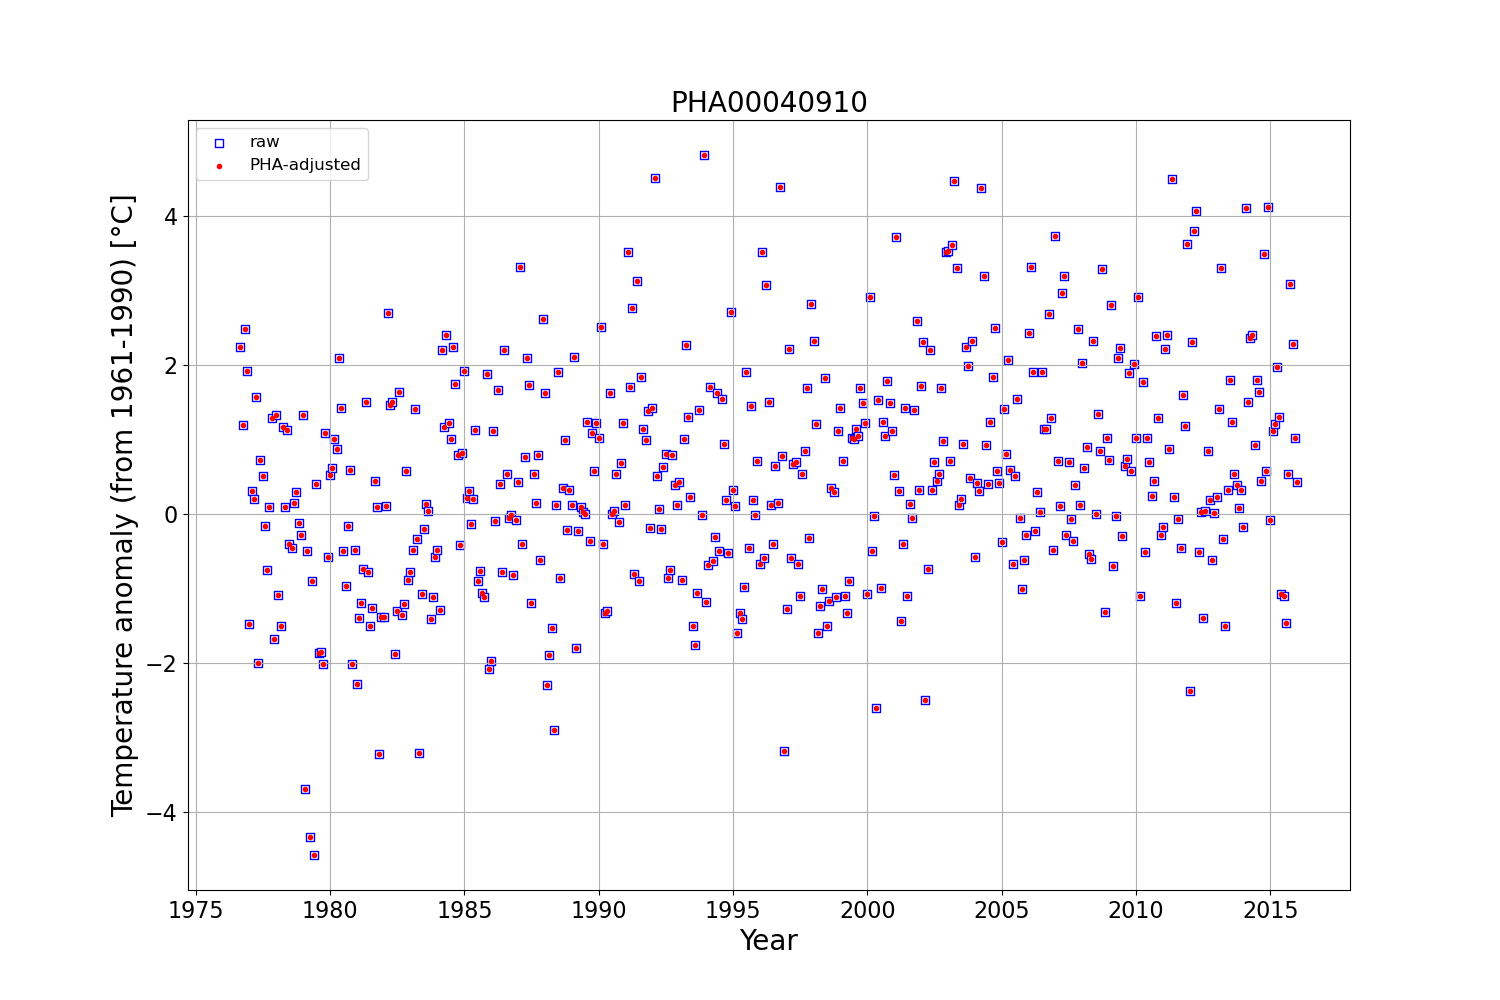 PHA00040910
raw
PHA-adjusted
Temperature anomaly (from 1961-1990) [°C]
4
2
0
−2
−4
1975 1980 1985 1990 1995 2000 2005 2010 2015
Year